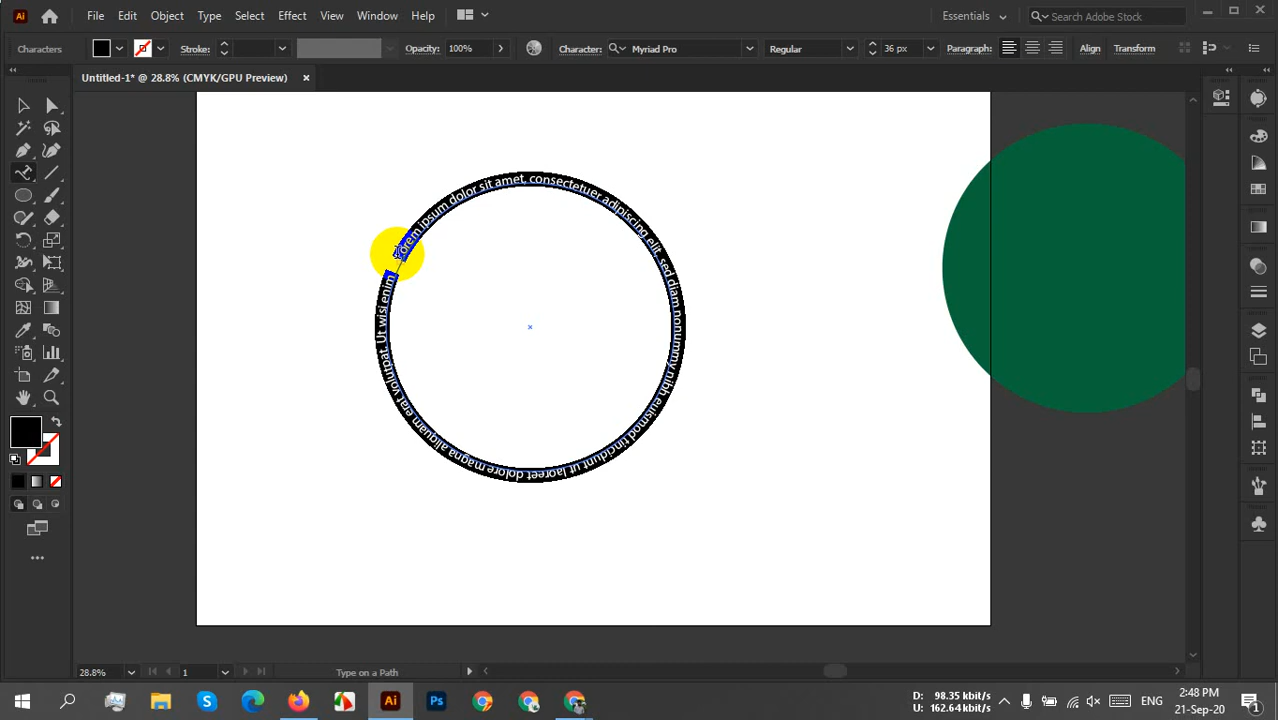 Ai File Edit Object Type Select Effect View Window Help Essentials Search Adobe Stock
Characters Stroke: Opacity: 100% Character: Myriad Pro Regular 36 px Paragraph: Align Transform
Untitled-1* @ 28.8% (CMYK/GPU Preview)
Lorem ipsum dolor sit amet, consectetuer adipiscing elit, sed diam nonummy nibh euismod tincidunt ut laoreet dolore magna aliquam erat volutpat. Ut wisi enim
28.8% 1 Type on a Path
Ai Ps D: 98.35 kbit/s ENG 2:48 PM
U: 162.64 kbit/s 21-Sep-20 1